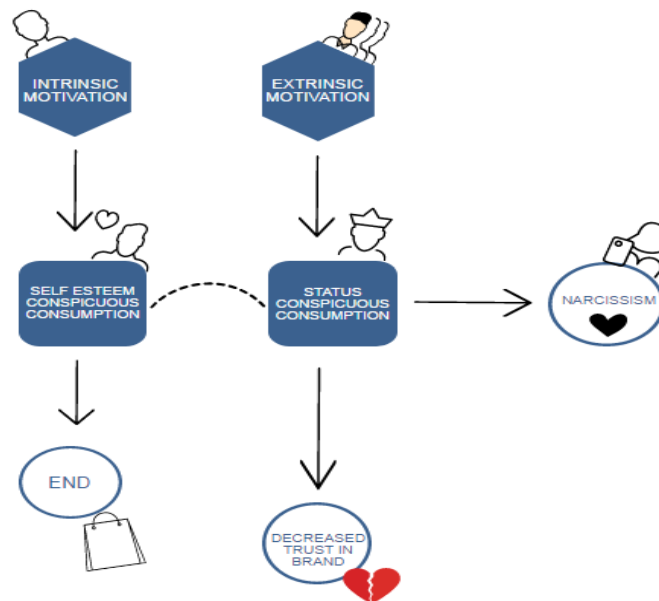 INTRINSIC
MOTIVATION
EXTRINSIC
MOTIVATION
SELF ESTEEM
CONSPICUOUS
CONSUMPTION
STATUS
CONSPICUOUS
CONSUMPTION
NARCISSISM
END
DECREASED
TRUST IN
BRAND